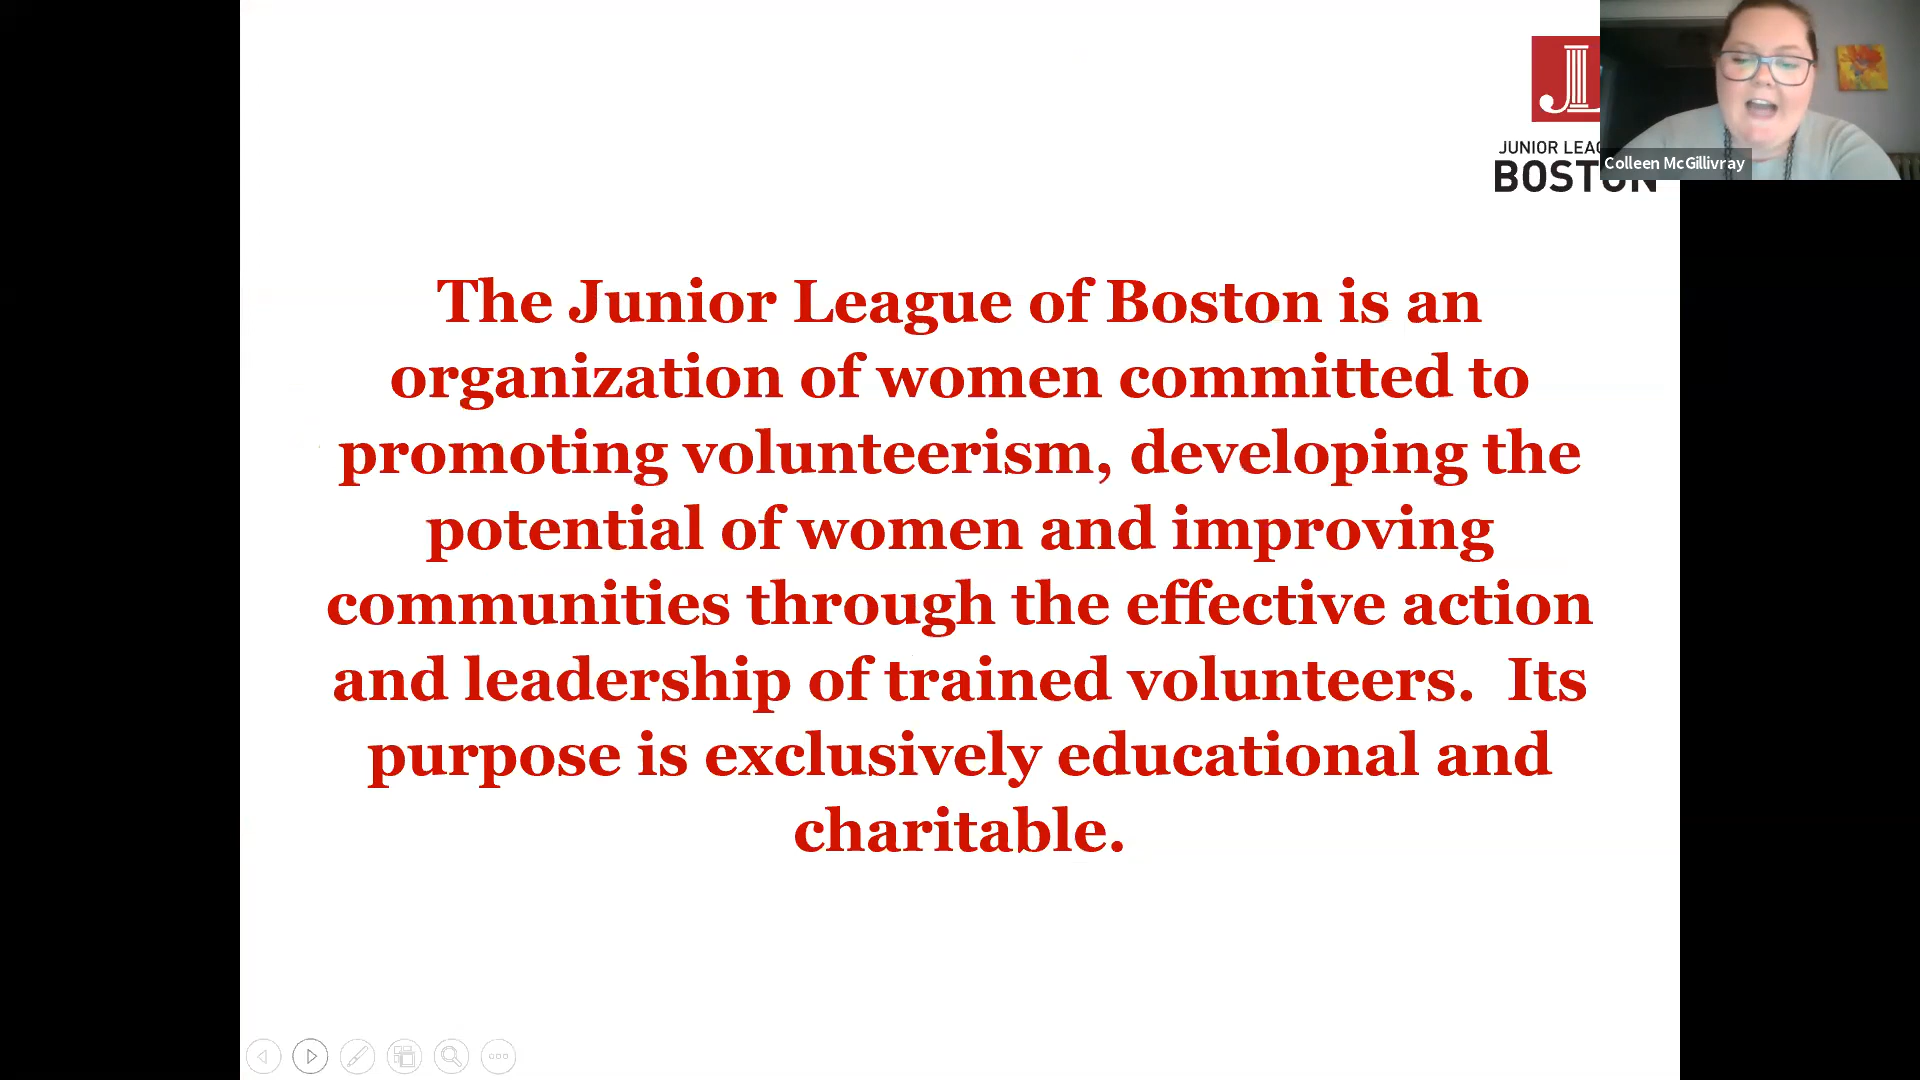 JUNIOR LEAG
BOSTON
Colleen McGillivray
The Junior League of Boston is an
organization of women committed to
promoting volunteerism, developing the
potential of women and improving
communities through the effective action
and leadership of trained volunteers.  Its
purpose is exclusively educational and
charitable.